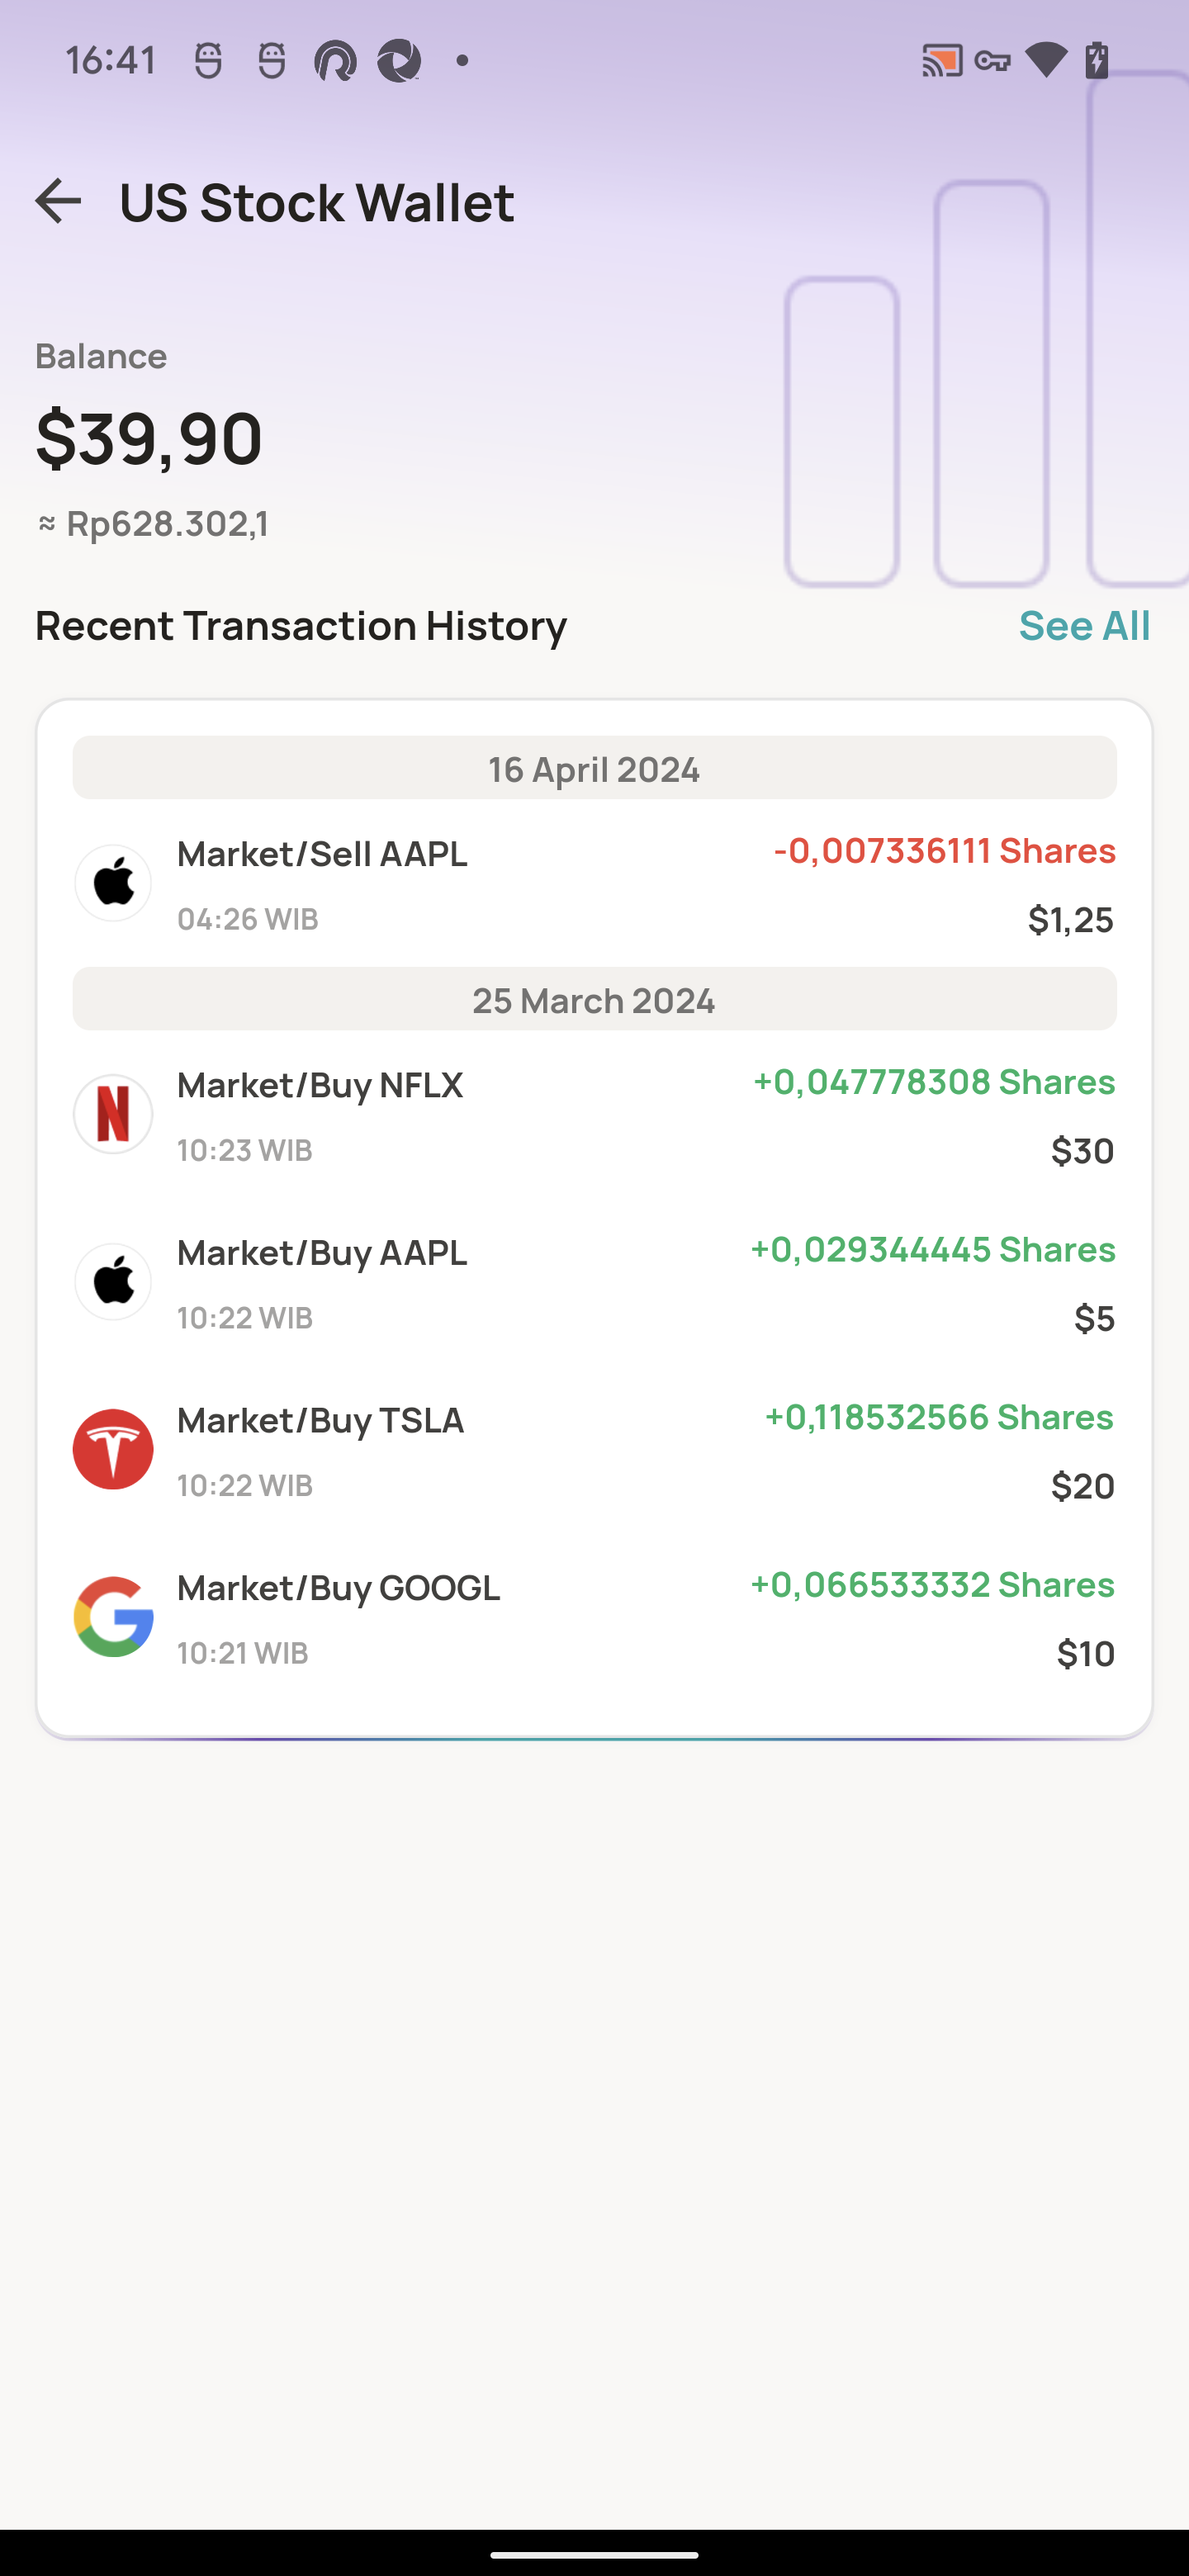 16:41
US Stock Wallet
Balance
$39,90
≈ Rp628.302,1
Recent Transaction History
See All
16 April 2024
Market/Sell AAPL
-0,007336111 Shares
04:26 WIB
$1,25
25 March 2024
Market/Buy NFLX
+0,047778308 Shares
10:23 WIB
$30
Market/Buy AAPL
+0,029344445 Shares
10:22 WIB
$5
Market/Buy TSLA
+0,118532566 Shares
10:22 WIB
$20
Market/Buy GOOGL
+0,066533332 Shares
10:21 WIB
$10